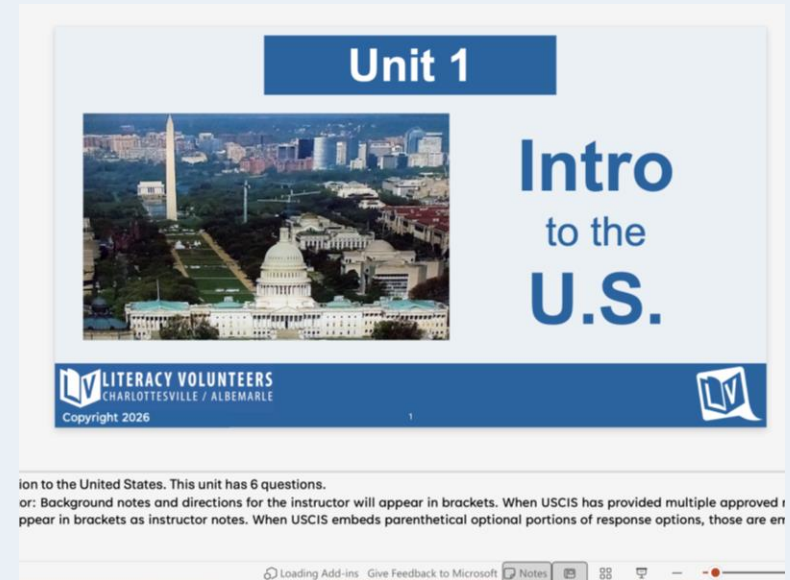 Unit 1
Intro
to the
U.S.
LV LITERACY VOLUNTEERS
CHARLOTTESVILLE / ALBEMARLE
Copyright 2026
1
LV
ion to the United States. This unit has 6 questions.
or: Background notes and directions for the instructor will appear in brackets. When USCIS has provided multiple approved
ppear in brackets as instructor notes. When USCIS embeds parenthetical optional portions of response options, those are
Loading Add-ins Give Feedback to Microsoft Notes